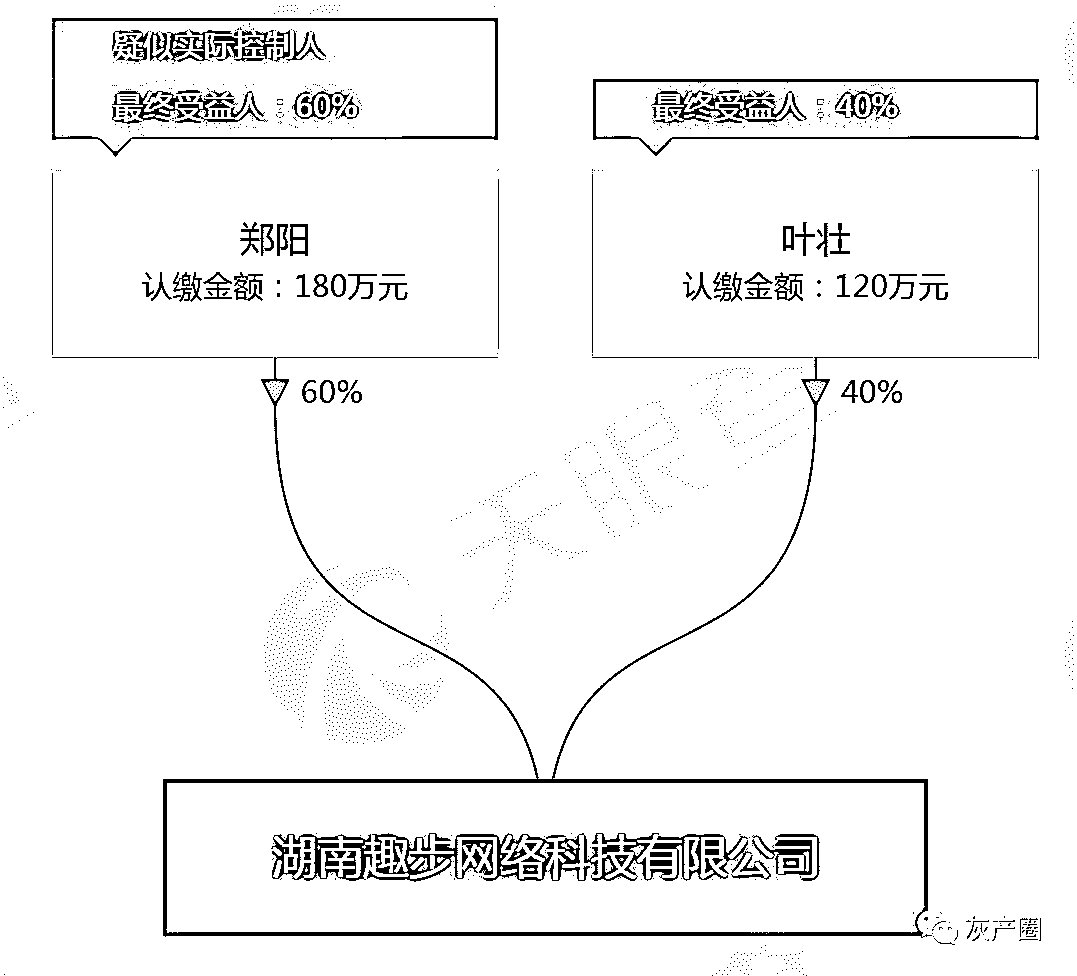 疑似实际控制人
最终受益人：60%
最终受益人：40%
郑阳
认缴金额：180万元
叶壮
认缴金额：120万元
60%
40%
天眼查
湖南趣步网络科技有限公司
灰产圈